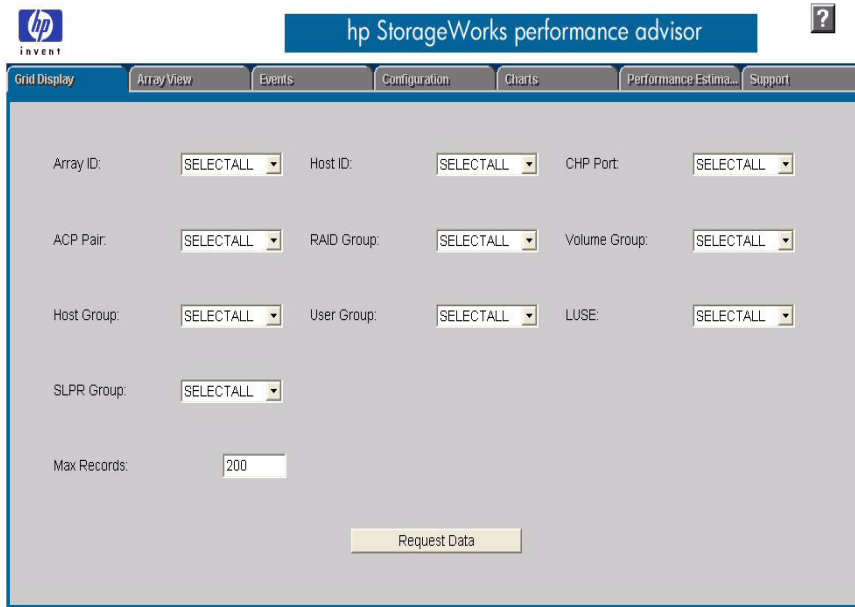 hp
invent
hp StorageWorks performance advisor
?
Grid Display Array View Events Configuration Charts Performance Estima... Support
Array ID: SELECTALL Host ID: SELECTALL CHP Port: SELECTALL
ACP Pair: SELECTALL RAID Group: SELECTALL Volume Group: SELECTALL
Host Group: SELECTALL User Group: SELECTALL LUSE: SELECTALL
SLPR Group: SELECTALL
Max Records: 200
Request Data